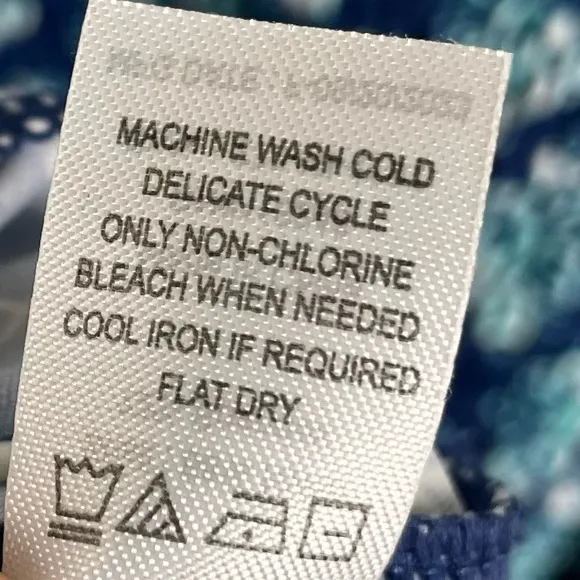 MACHINE WASH COLD
DELICATE CYCLE
ONLY NON-CHLORINE
BLEACH WHEN NEEDED
COOL IRON IF REQUIRED
FLAT DRY